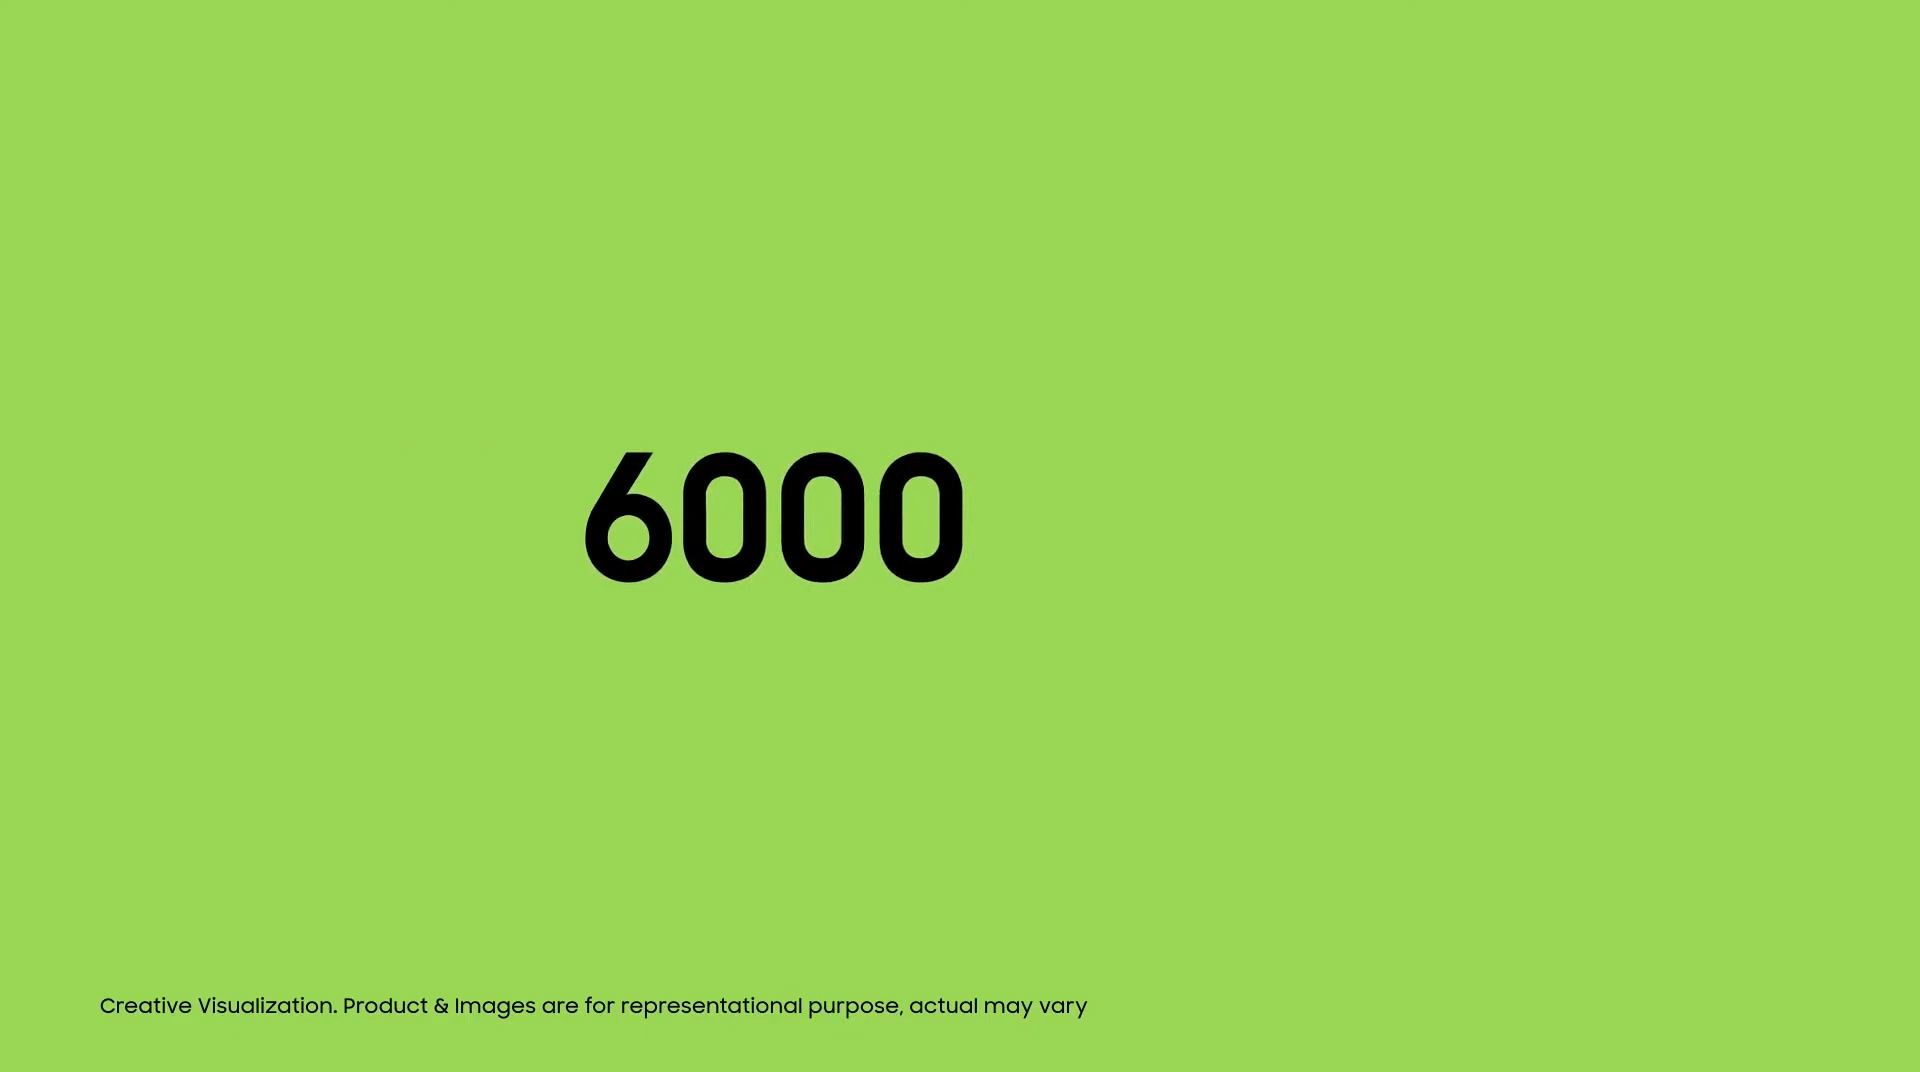 6000
Creative Visualization. Product & Images are for representational purpose, actual may vary